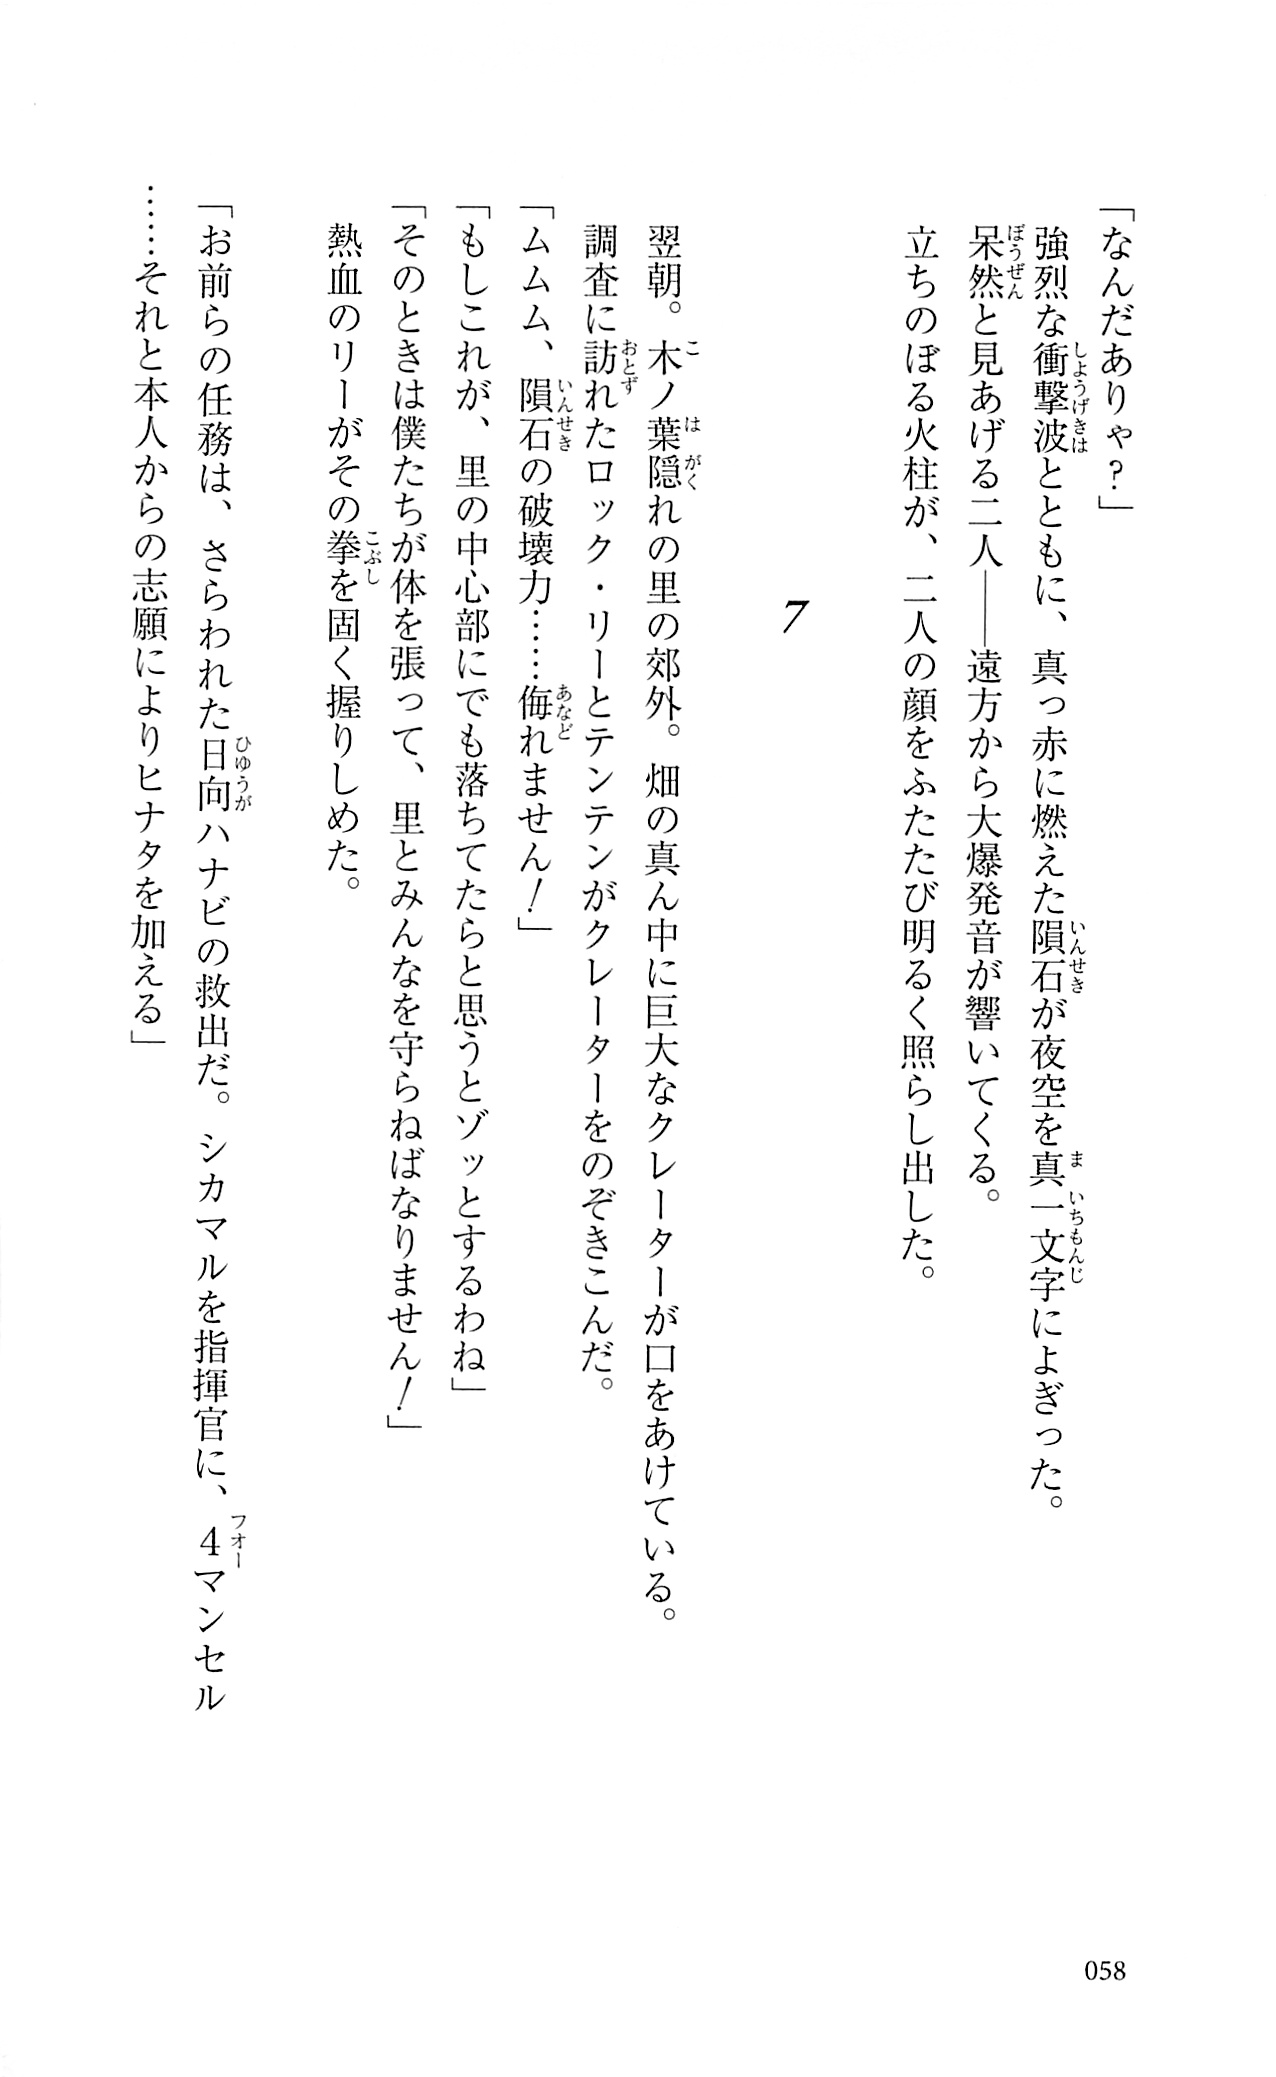 「なんだありゃ？」
強烈な衝撃波とともに、真っ赤に燃えた隕石が夜空を真一文字によぎった。
呆然と見あげる二人――遠方から大爆発音が響いてくる。
立ちのぼる火柱が、二人の顔をふたたび明るく照らし出した。
7
翌朝。木ノ葉隠れの里の郊外。畑の真ん中に巨大なクレーターが口をあけている。
調査に訪れたロック・リーとテンテンがクレーターをのぞきこんだ。
「ムムム、隕石の破壊力……侮れません！」
「もしこれが、里の中心部にでも落ちてたらと思うとゾッとするわね」
「そのときは僕たちが体を張って、里とみんなを守らねばなりません！」
熱血のリーがその拳を固く握りしめた。
「お前らの任務は、さらわれた日向ハナビの救出だ。シカマルを指揮官に、4マンセル
……それと本人からの志願によりヒナタを加える」
058